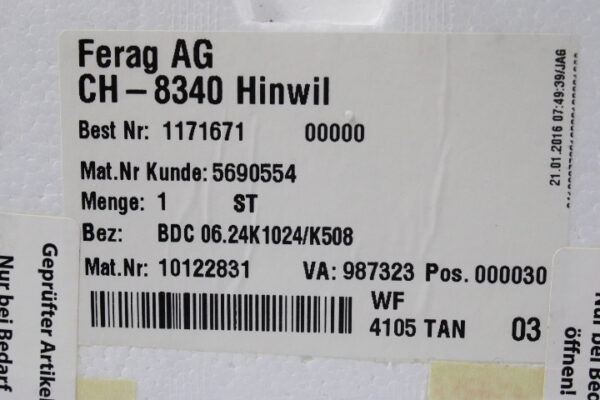 Ferag AG
CH – 8340 Hinwil
Best Nr: 1171671 00000
Mat.Nr Kunde: 5690554
Menge: 1 ST
Bez: BDC 06.24K1024/K508
Mat.Nr: 10122831 VA: 987323 Pos. 000030
WF
4105 TAN 03
21.01.2016 07:49:39/JAG
Geprüfter Artikel
Nur bei Bedarf
Nur bei Bed
öffnen!